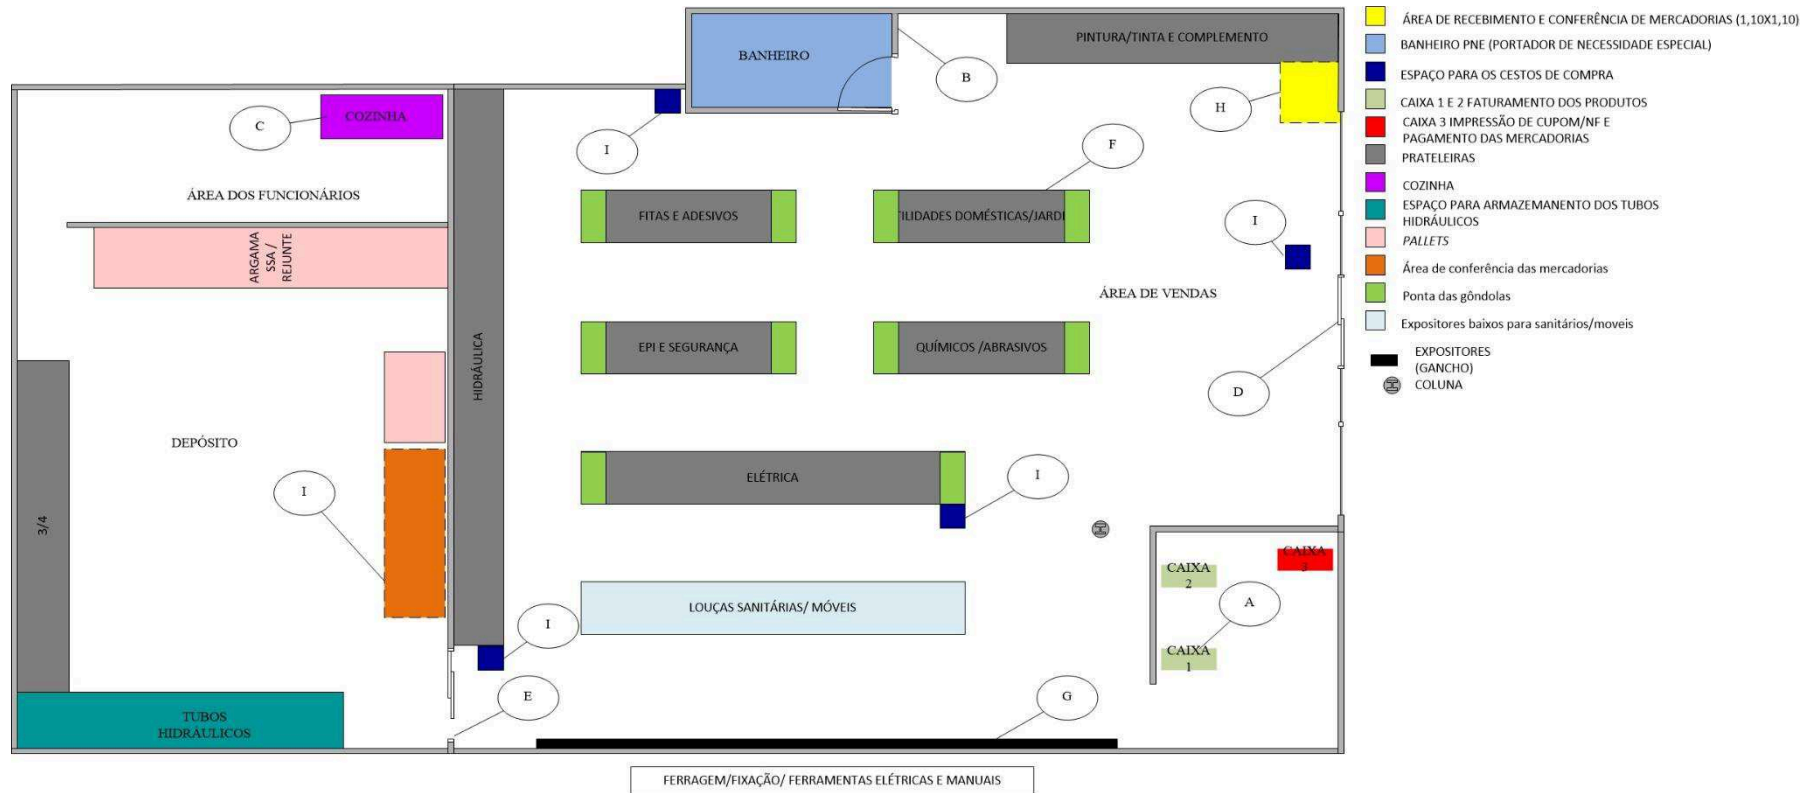 BANHEIRO
PINTURA/TINTA E COMPLEMENTO
B
H
COZINHA
C
I
F
ÁREA DOS FUNCIONÁRIOS
FITAS E ADESIVOS
TILIDADES DOMÉSTICAS/JARDI
I
ARGAMA
SSA /
REJUNTE
ÁREA DE VENDAS
HIDRÁULICA
EPI E SEGURANÇA
QUÍMICOS /ABRASIVOS
D
DEPÓSITO
I
ELÉTRICA
I
3/4
CAIXA
3
CAIXA
2
A
LOUÇAS SANITÁRIAS/ MÓVEIS
I
CAIXA
1
E
G
TUBOS
HIDRÁULICOS
FERRAGEM/FIXAÇÃO/ FERRAMENTAS ELÉTRICAS E MANUAIS
ÁREA DE RECEBIMENTO E CONFERÊNCIA DE MERCADORIAS (1,10X1,10)
BANHEIRO PNE (PORTADOR DE NECESSIDADE ESPECIAL)
ESPAÇO PARA OS CESTOS DE COMPRA
CAIXA 1 E 2 FATURAMENTO DOS PRODUTOS
CAIXA 3 IMPRESSÃO DE CUPOM/NF E
PAGAMENTO DAS MERCADORIAS
PRATELEIRAS
COZINHA
ESPAÇO PARA ARMAZEMANENTO DOS TUBOS
HIDRÁULICOS
PALLETS
Área de conferência das mercadorias
Ponta das gôndolas
Expositores baixos para sanitários/moveis
EXPOSITORES
(GANCHO)
COLUNA